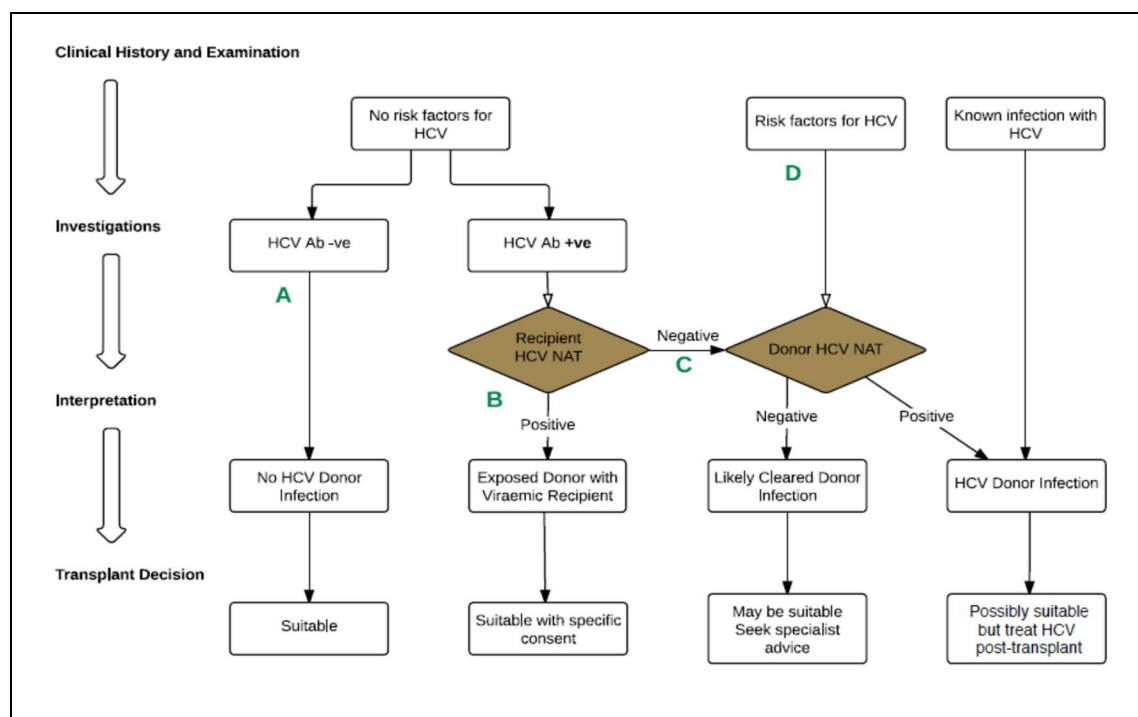 Clinical History and Examination
No risk factors for
HCV
Risk factors for HCV
Known infection with
HCV
D
Investigations
HCV Ab -ve
HCV Ab +ve
A
Recipient
HCV NAT
Negative
Donor HCV NAT
C
B
Interpretation
Positive
Negative
Positive
No HCV Donor
Infection
Exposed Donor with
Viraemic Recipient
Likely Cleared Donor
Infection
HCV Donor Infection
Transplant Decision
Suitable
Suitable with specific
consent
May be suitable
Seek specialist
advice
Possibly suitable
but treat HCV
post-transplant